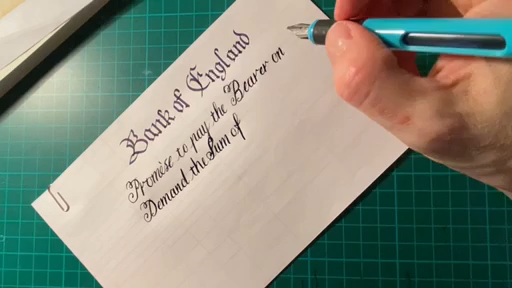 Bank of England
Promise to pay the Bearer on
Demand the Sum of